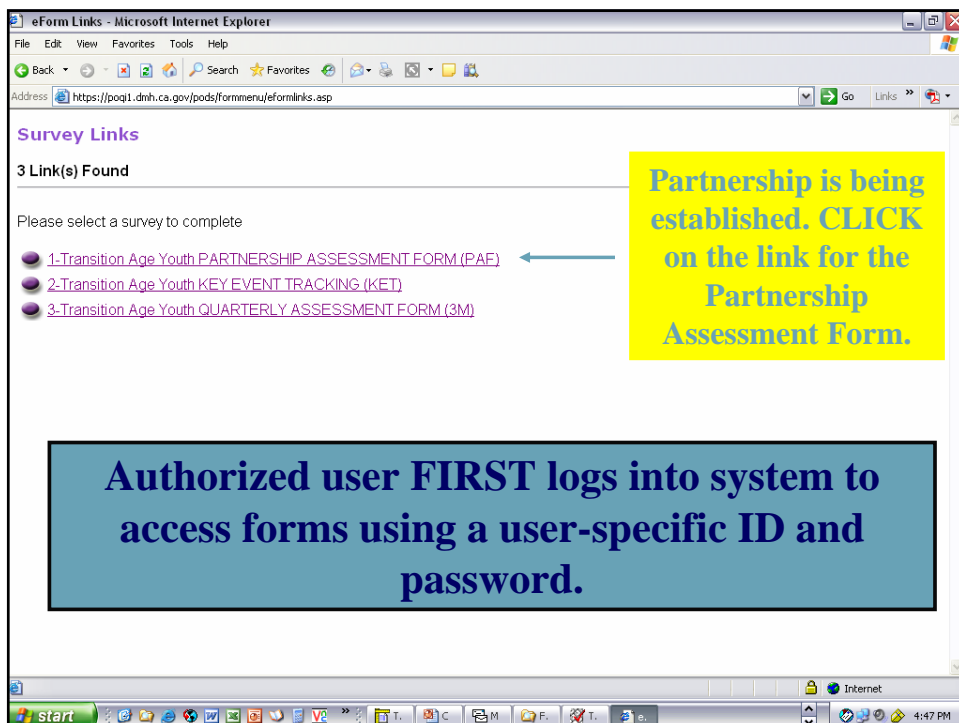 eForm Links - Microsoft Internet Explorer
File Edit View Favorites Tools Help
Back Search Favorites
Address https://poqi1.dmh.ca.gov/pods/formmenu/eformlinks.asp Go Links »
Survey Links
3 Link(s) Found
Please select a survey to complete
1-Transition Age Youth PARTNERSHIP ASSESSMENT FORM (PAF)
2-Transition Age Youth KEY EVENT TRACKING (KET)
3-Transition Age Youth QUARTERLY ASSESSMENT FORM (3M)
Partnership is being
established. CLICK
on the link for the
Partnership
Assessment Form.
Authorized user FIRST logs into system to
access forms using a user-specific ID and
password.
Internet
start » T. C M F. T. e. 4:47 PM